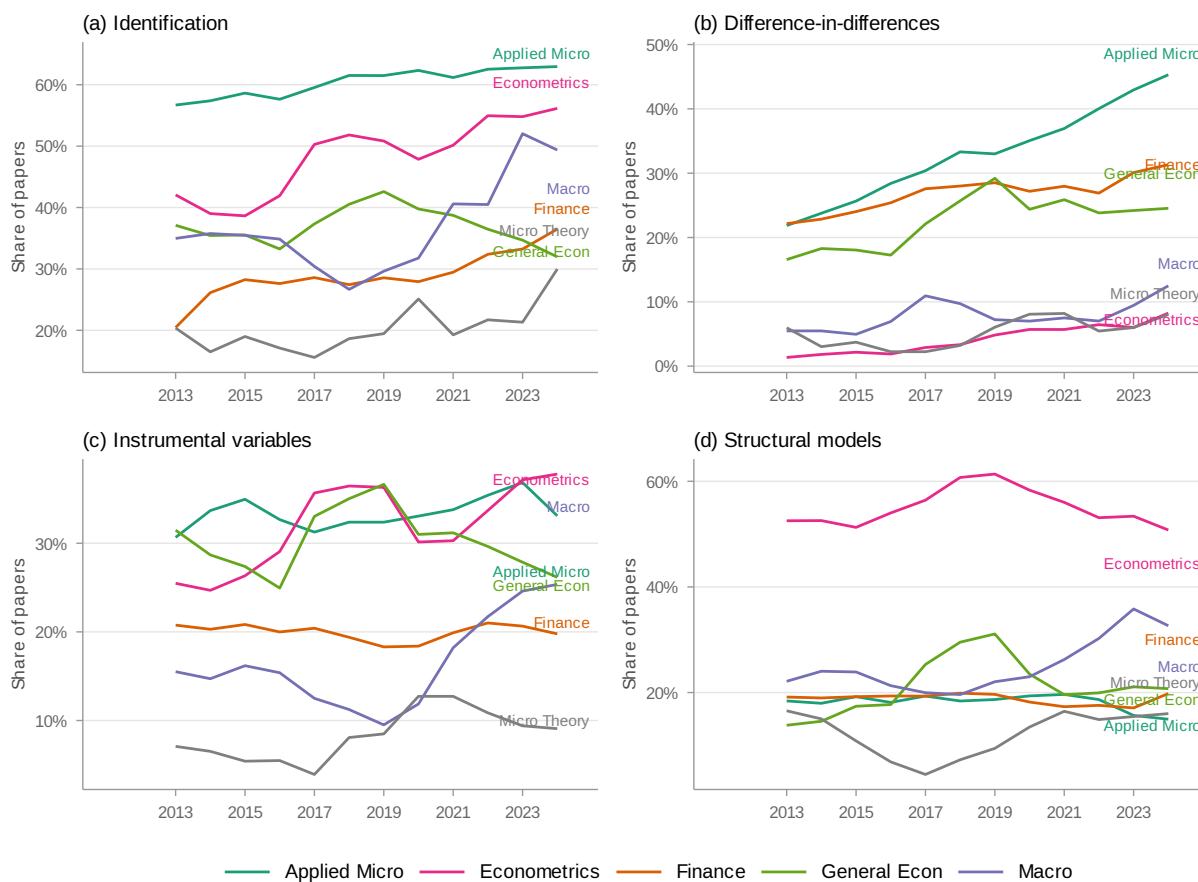 (a) Identification
Share of papers
60%
50%
40%
30%
20%
Applied Micro
Econometrics
Macro
Finance
Micro Theory
General Econ
2013 2015 2017 2019 2021 2023
(b) Difference-in-differences
Share of papers
50%
40%
30%
20%
10%
0%
Applied Micro
Finance
General Econ
Macro
Micro Theory
Econometrics
2013 2015 2017 2019 2021 2023
(c) Instrumental variables
Share of papers
30%
20%
10%
Econometrics
Macro
Applied Micro
General Econ
Finance
Micro Theory
2013 2015 2017 2019 2021 2023
(d) Structural models
Share of papers
60%
40%
20%
Econometrics
Finance
Macro
Micro Theory
General Econ
Applied Micro
2013 2015 2017 2019 2021 2023
Applied Micro Econometrics Finance General Econ Macro